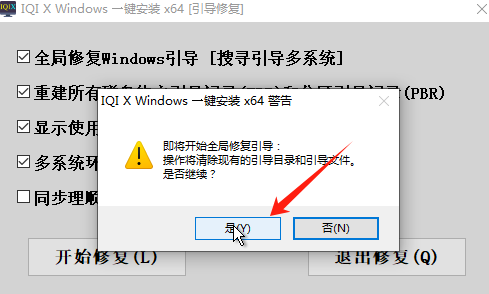 IQI X
IQI X Windows 一键安装 x64 [引导修复]
全局修复Windows引导 [搜寻引导多系统]
重建所有
(PBR)
IQI X Windows 一键安装 x64 警告
显示使用
即将开始全局修复引导：
操作将清除现有的引导目录和引导文件。
是否继续？
多系统环
同步理顺
是(Y)
否(N)
开始修复(L)
退出修复(Q)